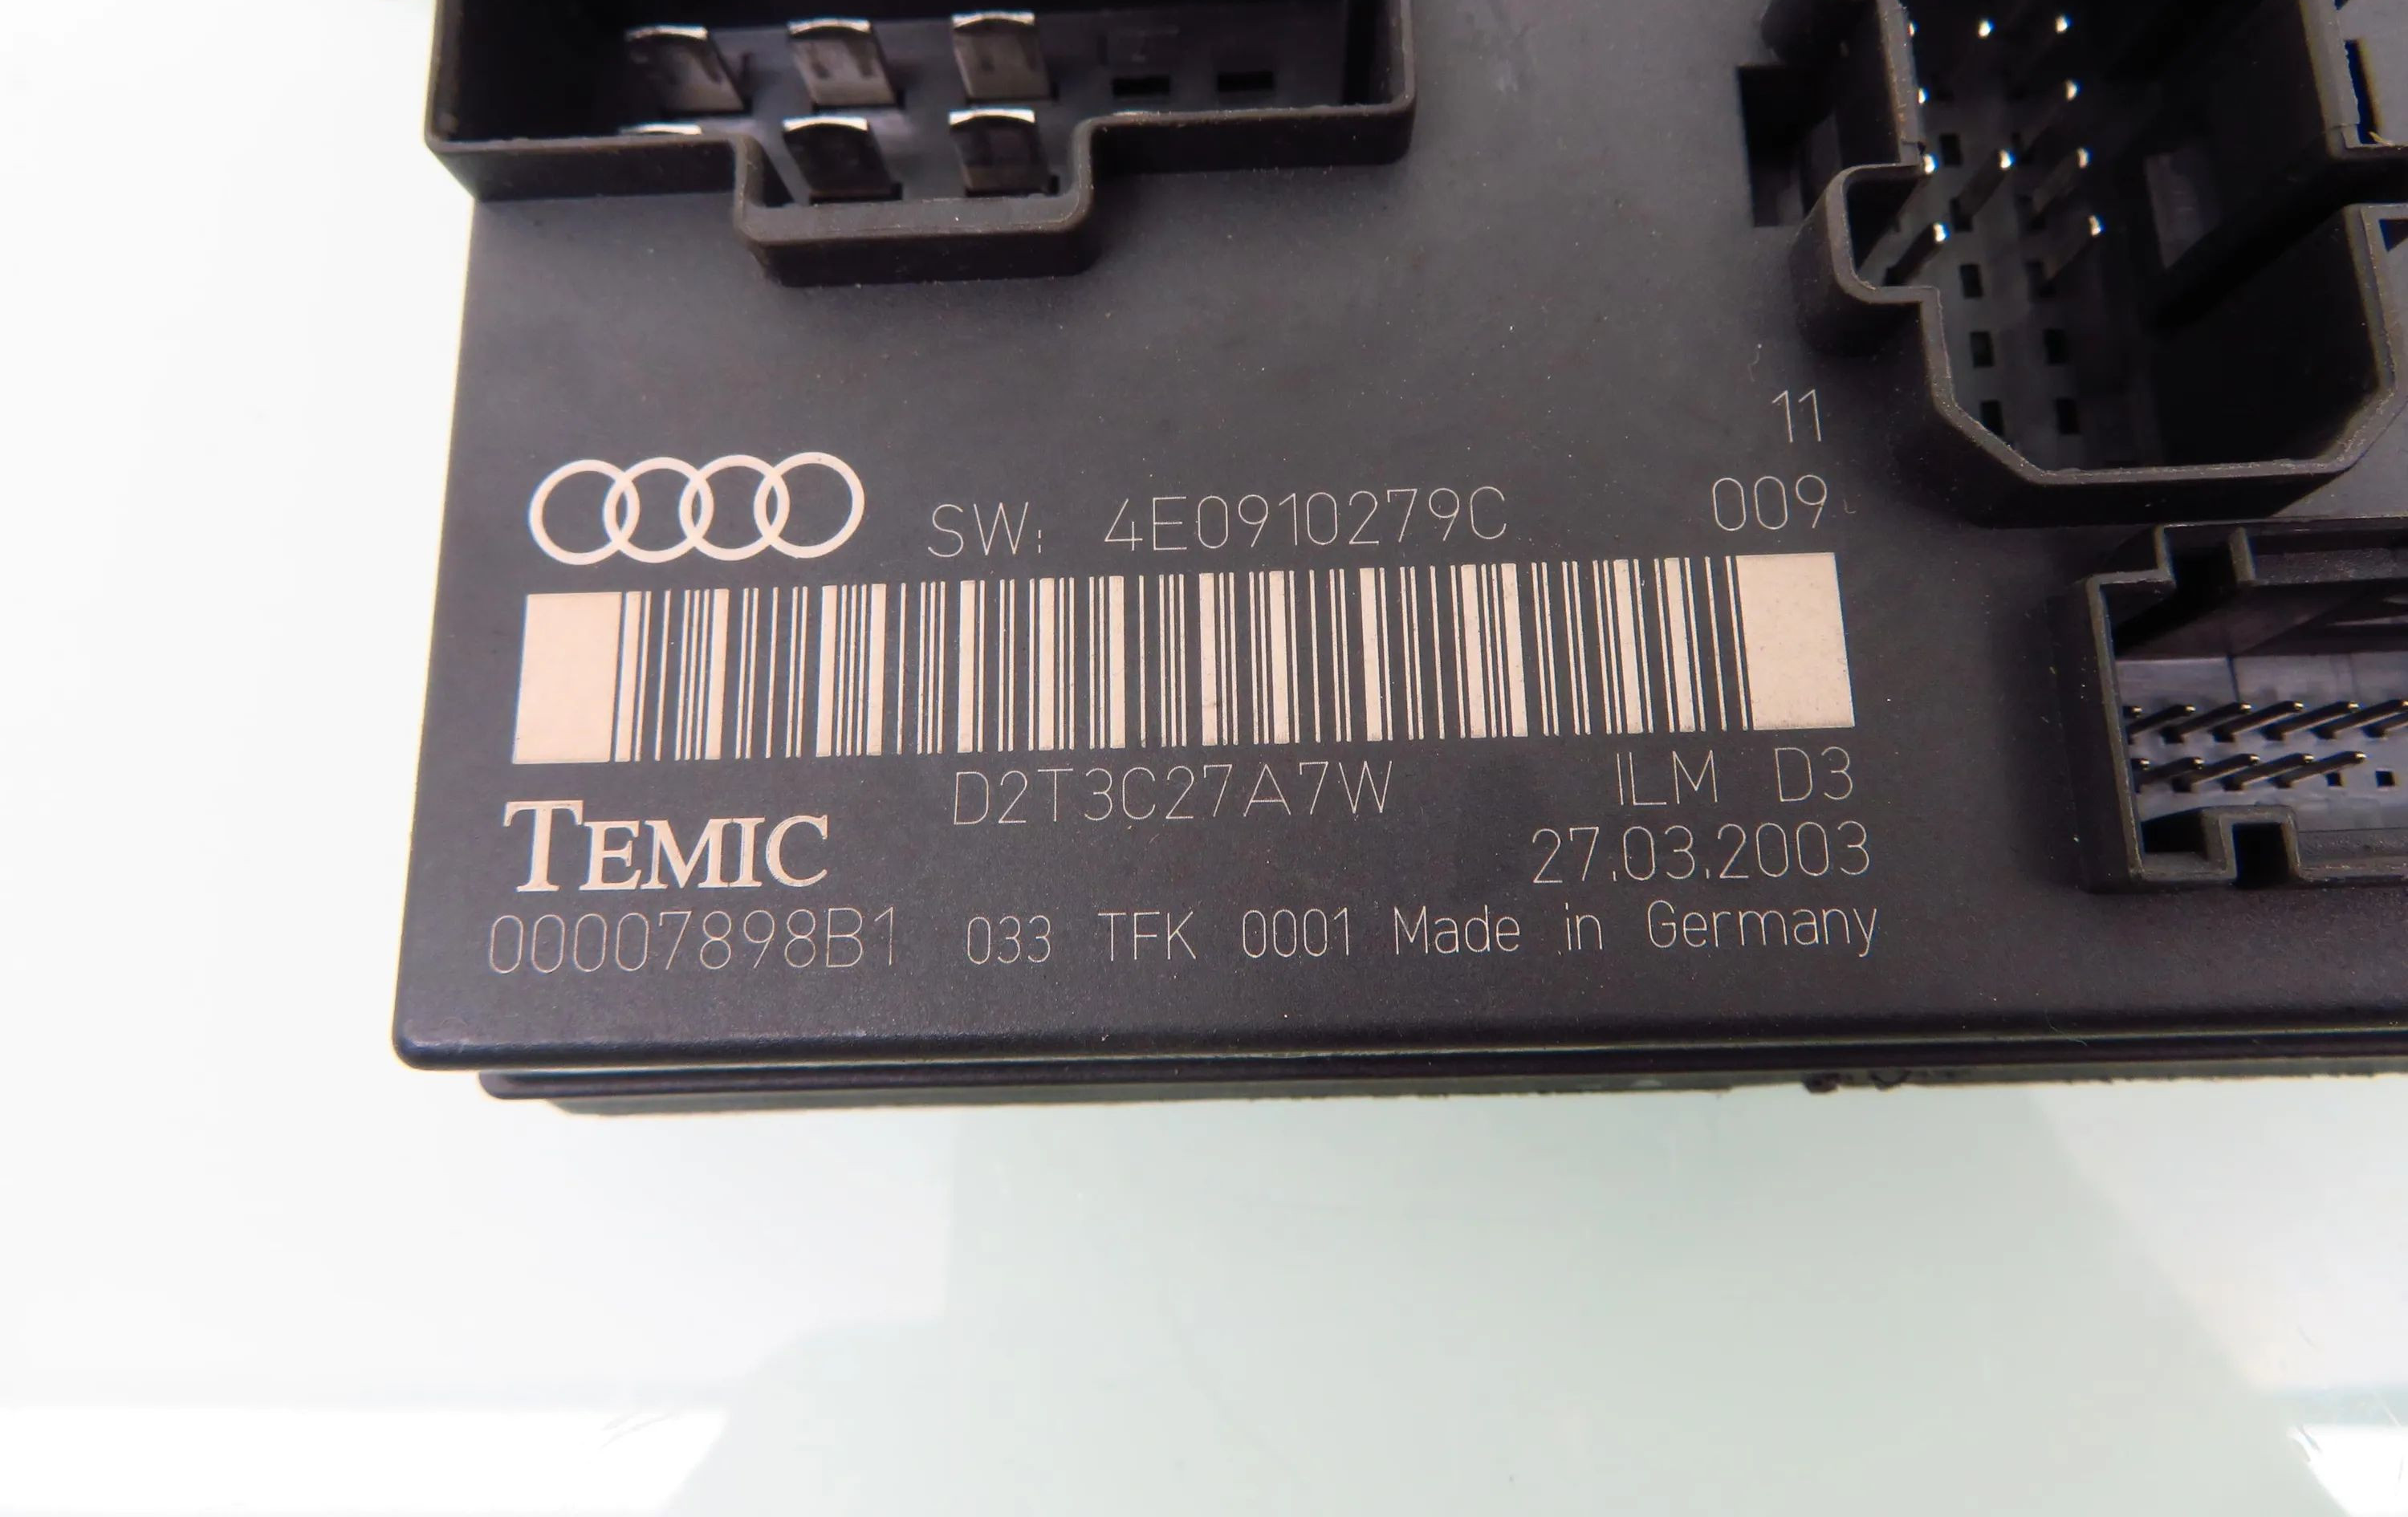 11
SW: 4E0910279C 009
D2T3C27A7W ILM D3
TEMIC 27.03.2003
00007898B1 033 TFK 0001 Made in Germany